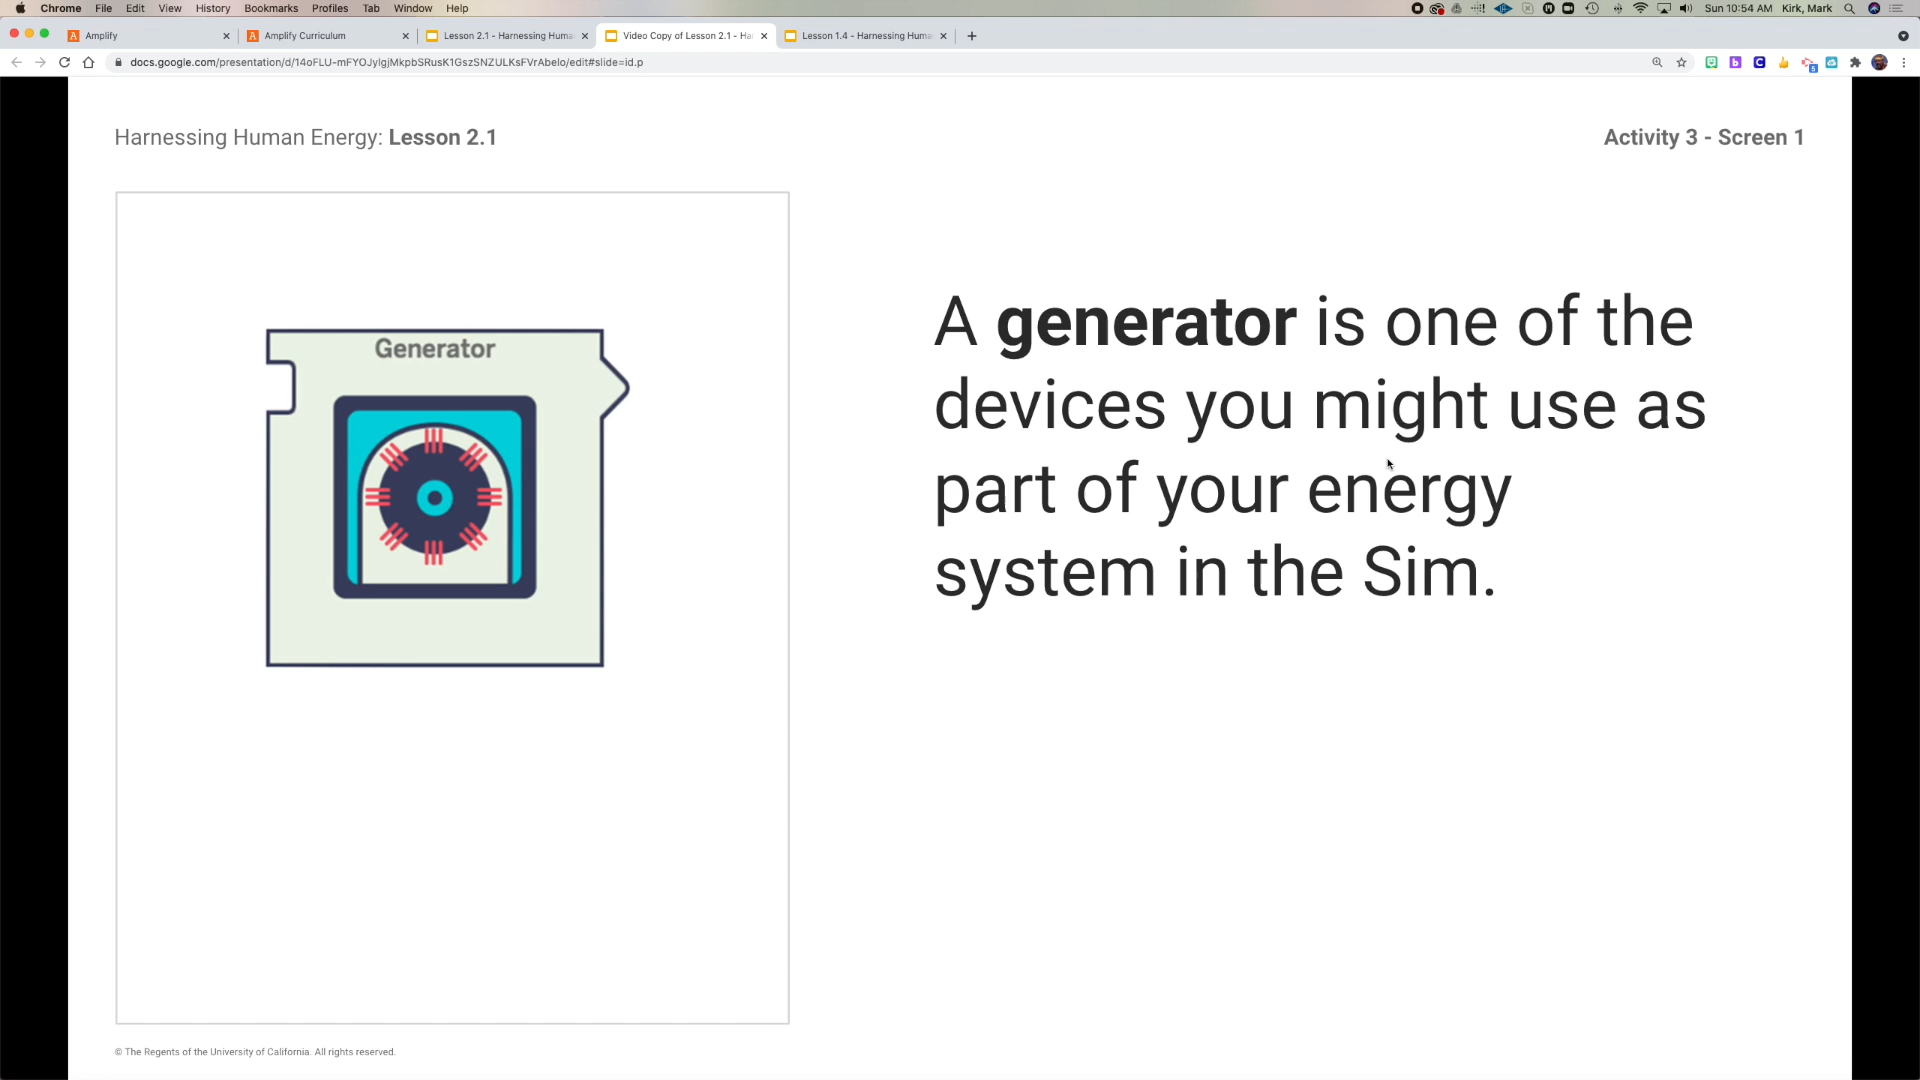 Chrome File Edit View History Bookmarks Profiles Tab Window Help
Sun 10:54 AM Kirk, Mark
Amplify
Amplify Curriculum
Lesson 2.1 - Harnessing Huma
Video Copy of Lesson 2.1 - Ha
Lesson 1.4 - Harnessing Huma
docs.google.com/presentation/d/14oFLU-mFYOJylgjMkpbSRusK1GszSNZULKsFVrAbelo/edit#slide=id.p
Harnessing Human Energy: Lesson 2.1
Activity 3 - Screen 1
Generator
A generator is one of the
devices you might use as
part of your energy
system in the Sim.
© The Regents of the University of California. All rights reserved.